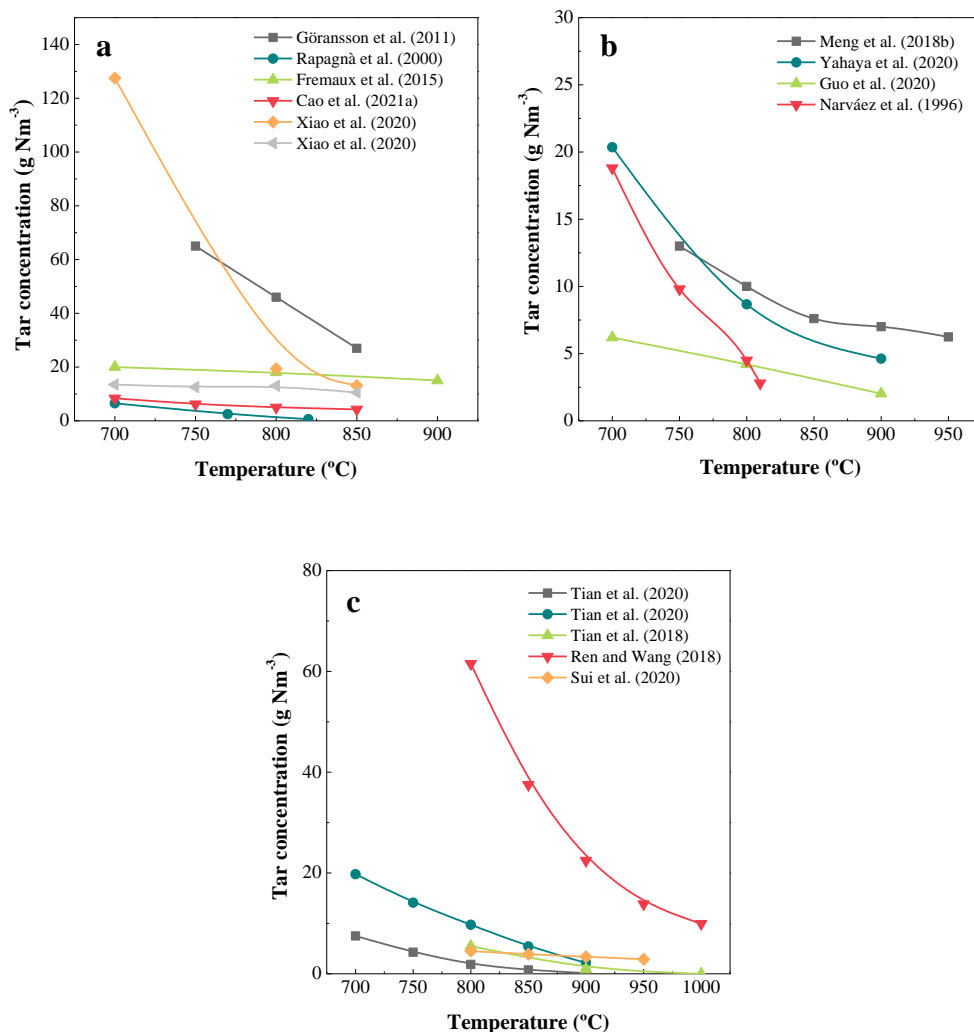 a
Göransson et al. (2011)
Rapagnà et al. (2000)
Fremaux et al. (2015)
Cao et al. (2021a)
Xiao et al. (2020)
Xiao et al. (2020)
Tar concentration (g Nm-3)
140
120
100
80
60
40
20
0
700 750 800 850 900
Temperature (ºC)
b
Meng et al. (2018b)
Yahaya et al. (2020)
Guo et al. (2020)
Narváez et al. (1996)
Tar concentration (g Nm-3)
30
25
20
15
10
5
0
700 750 800 850 900 950
Temperature (ºC)
c
Tian et al. (2020)
Tian et al. (2020)
Tian et al. (2018)
Ren and Wang (2018)
Sui et al. (2020)
Tar concentration (g Nm-3)
80
60
40
20
0
700 750 800 850 900 950 1000
Temperature (ºC)